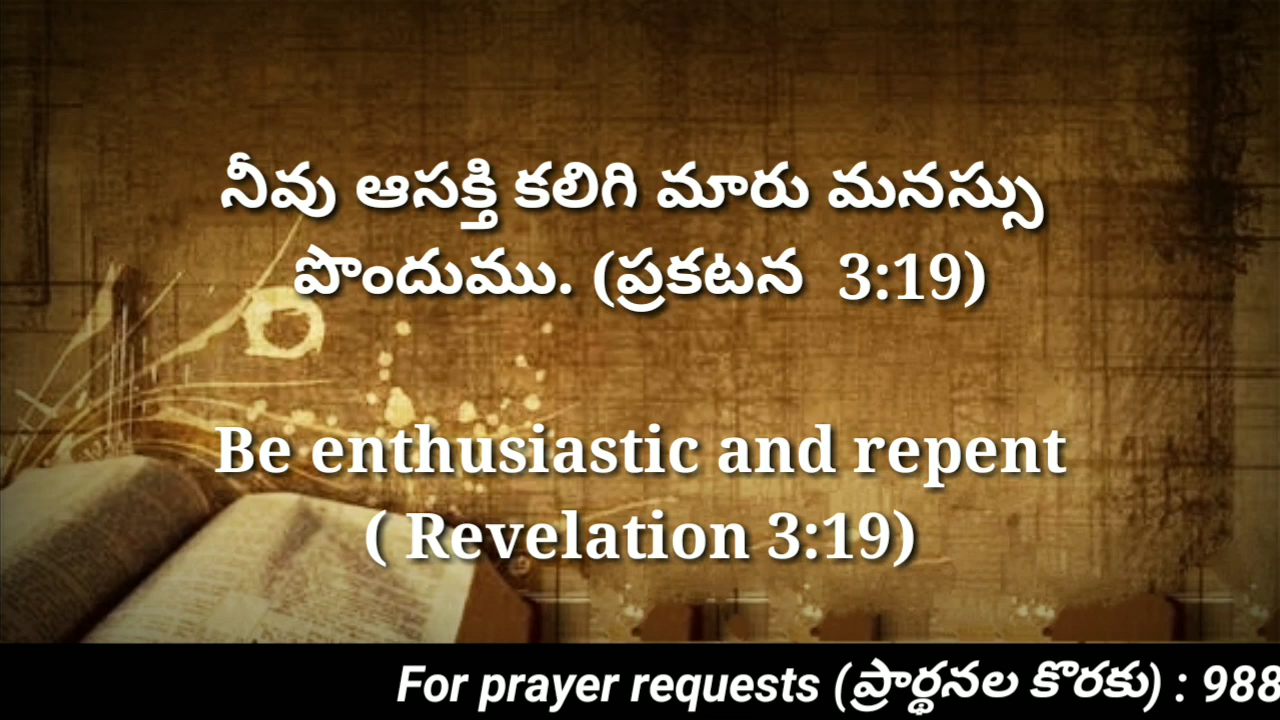 నీవు ఆసక్తి కలిగి మారు మనస్సు
పొందుము. (ప్రకటన 3:19)
Be enthusiastic and repent
( Revelation 3:19)
For prayer requests (ప్రార్థనల కొరకు) : 988